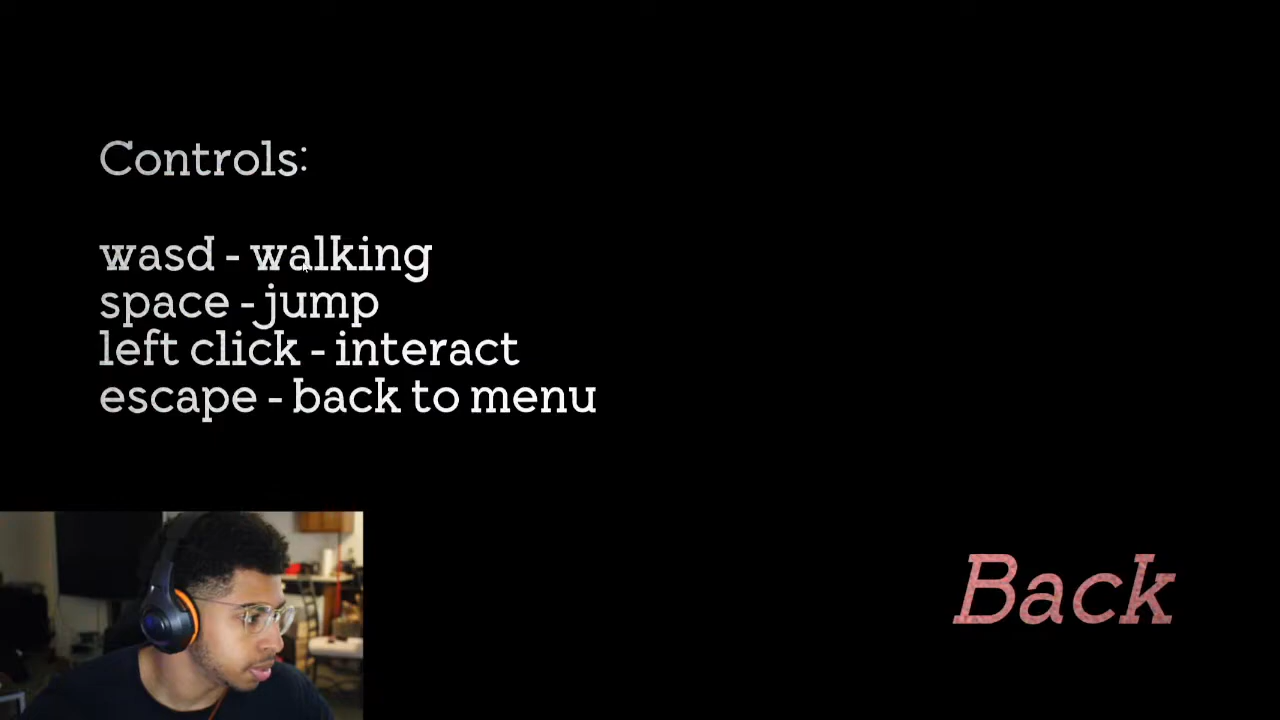 Controls:
wasd - walking
space - jump
left click - interact
escape - back to menu
Back